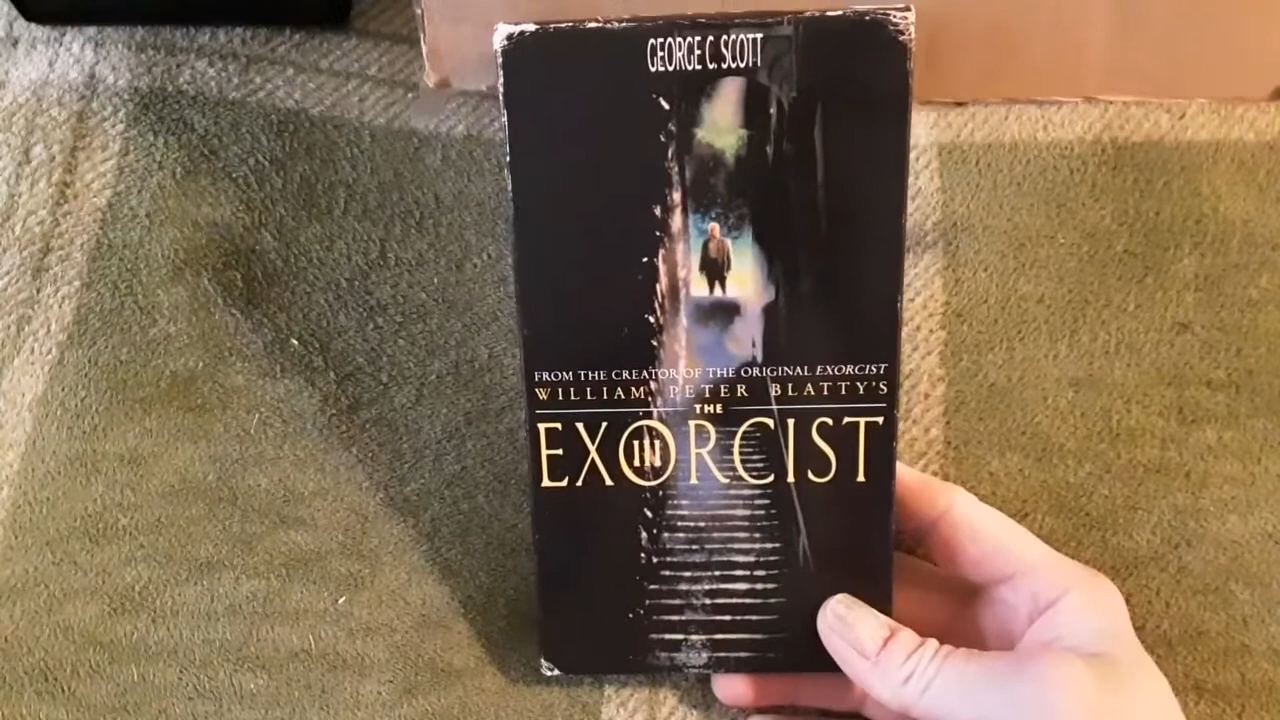 GEORGE C. SCOTT
FROM THE CREATOR OF THE ORIGINAL EXORCIST
WILLIAM PETER BLATTY'S
THE
EXORCIST
III